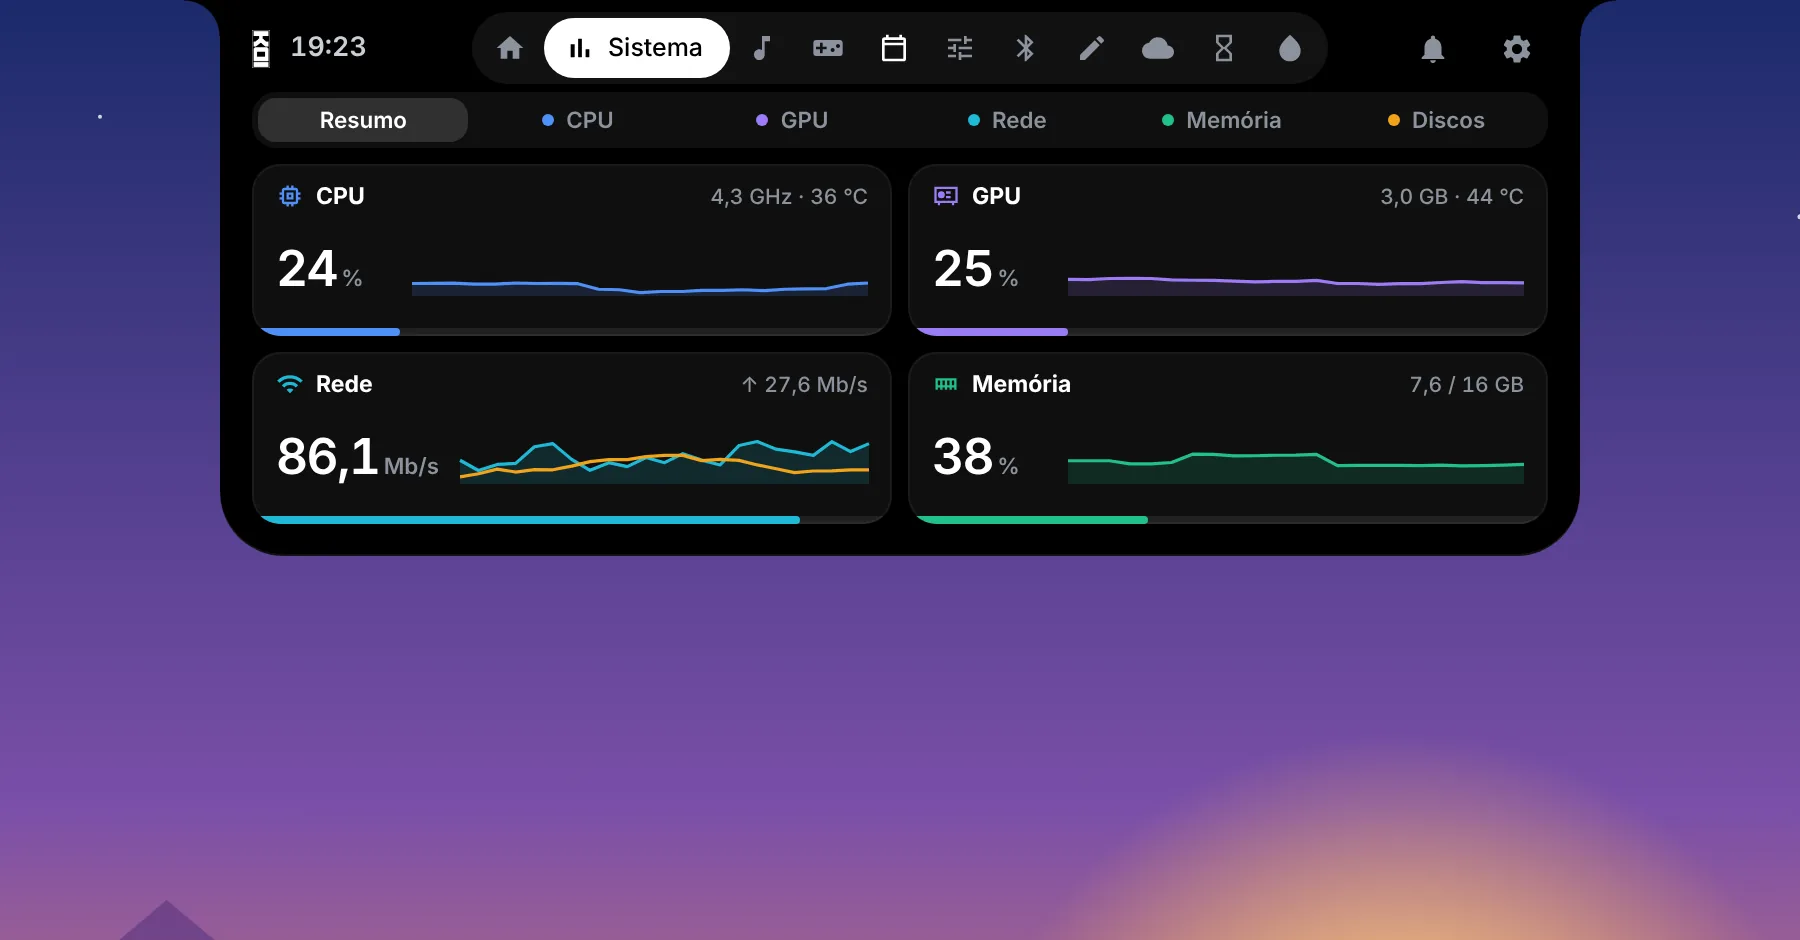 19:23
Sistema
Resumo
CPU
GPU
Rede
Memória
Discos
CPU
4,3 GHz · 36 °C
24 %
GPU
3,0 GB · 44 °C
25 %
Rede
↑ 27,6 Mb/s
86,1 Mb/s
Memória
7,6 / 16 GB
38 %